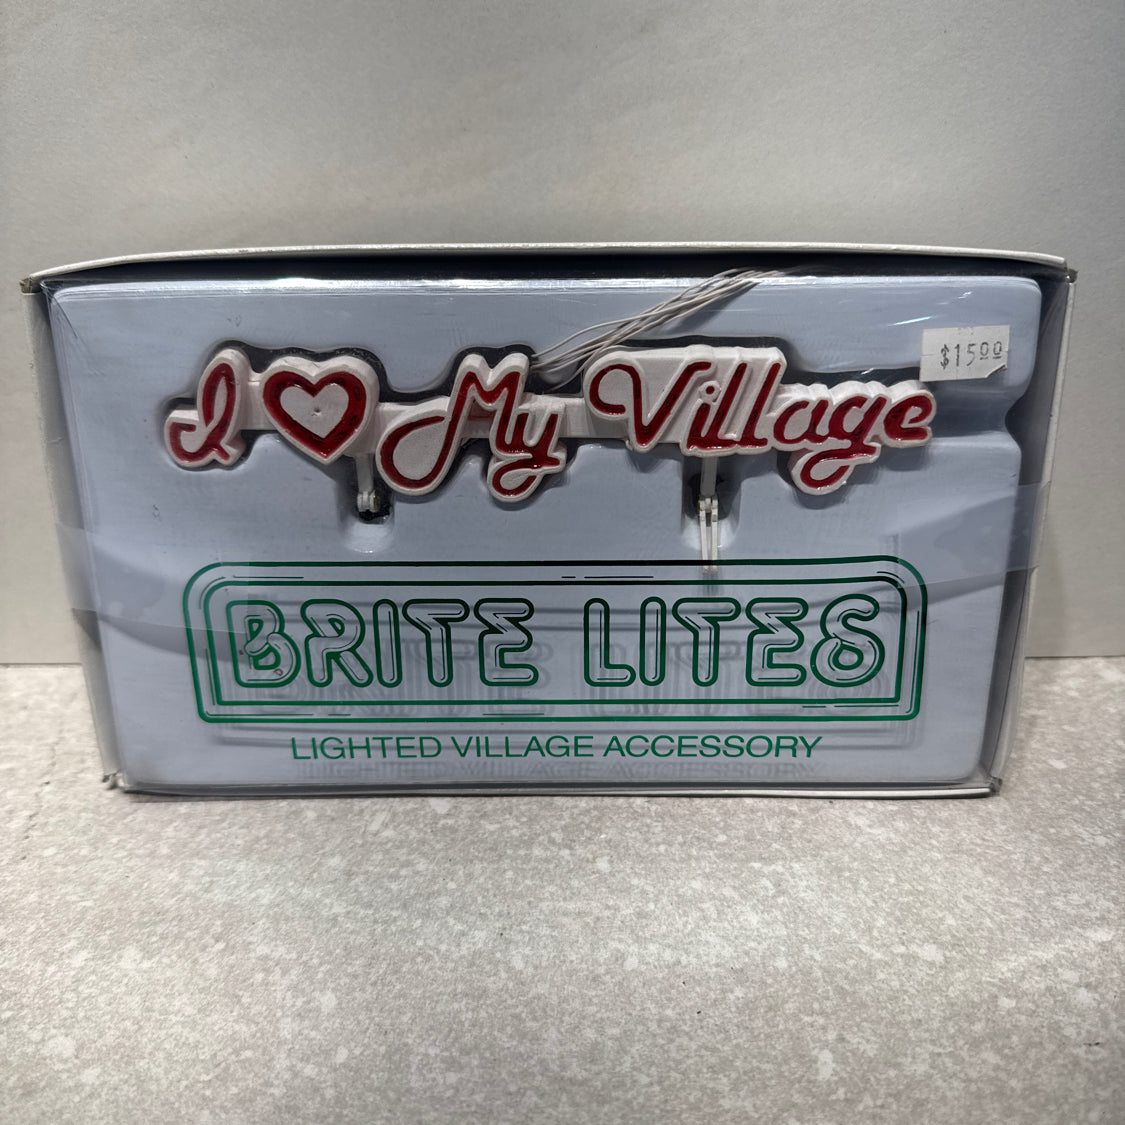 I ♥ My Village
$15.00
BRITE LITES
LIGHTED VILLAGE ACCESSORY